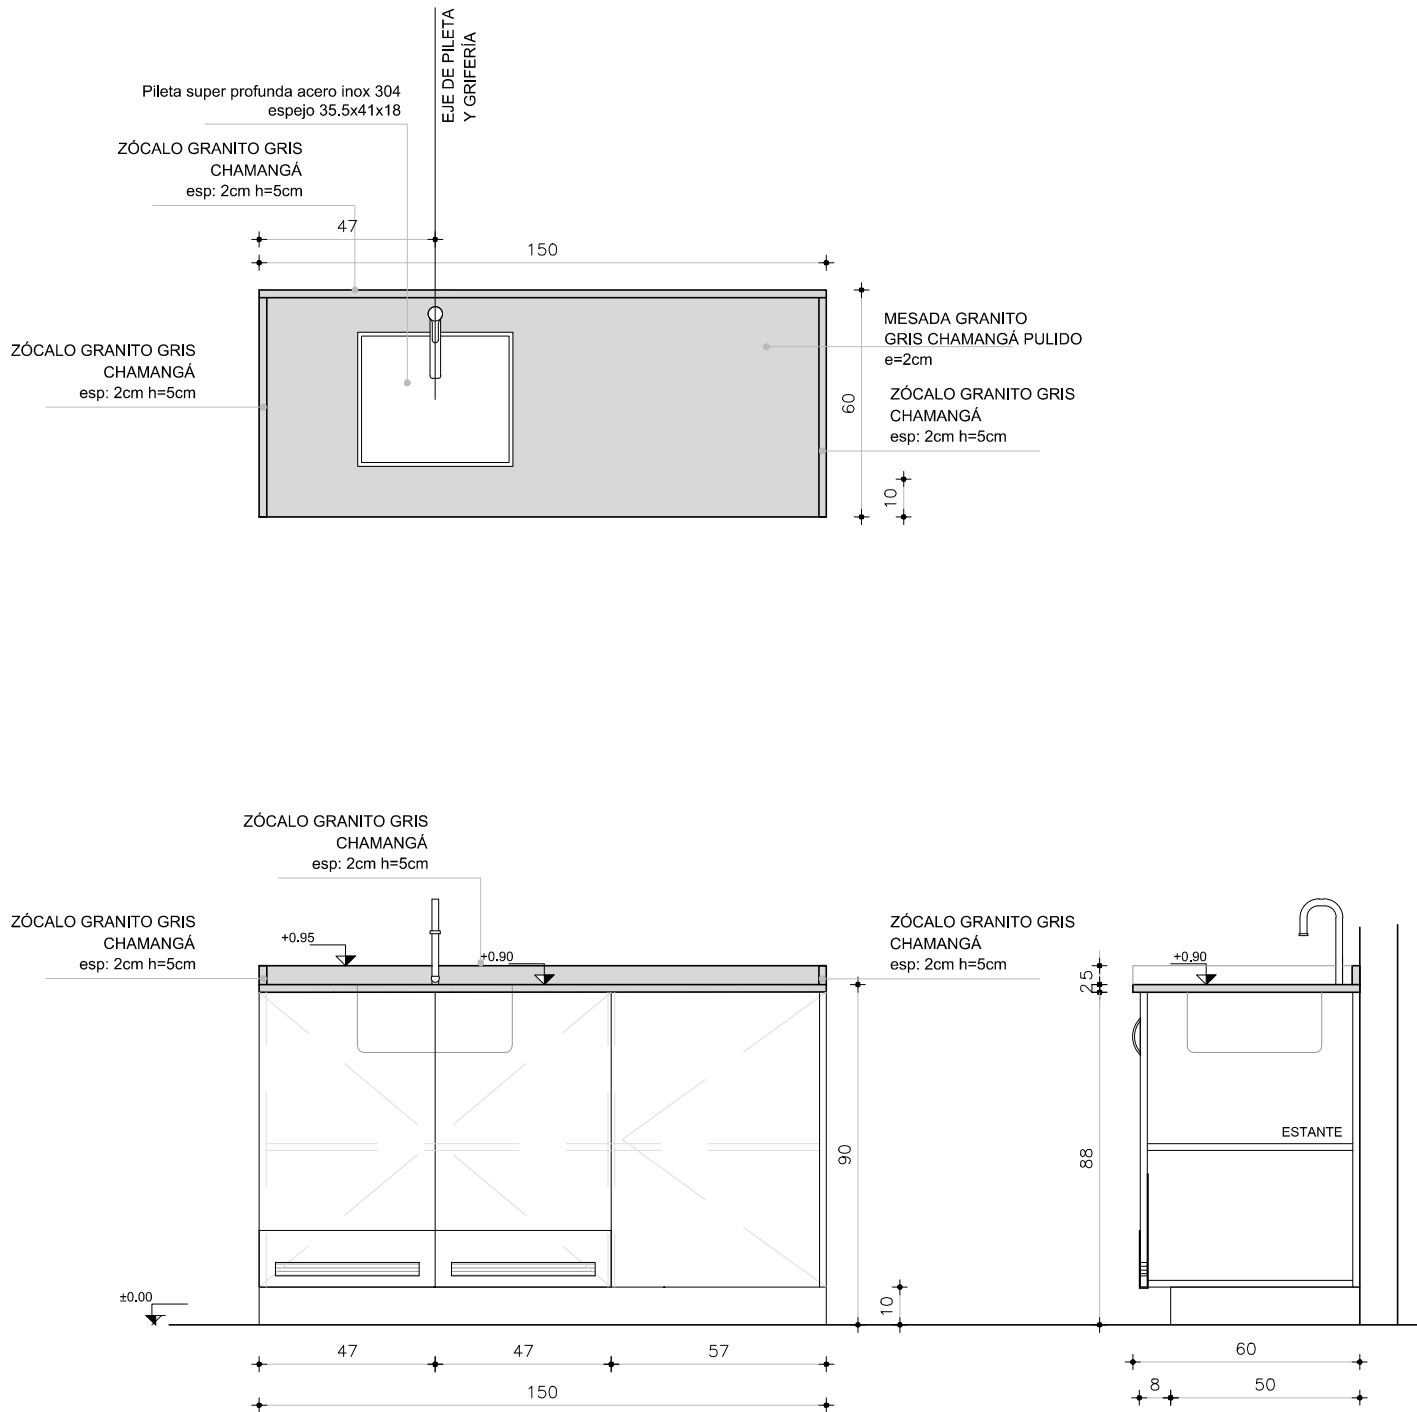 EJE DE PILETA
Y GRIFERÍA
Pileta super profunda acero inox 304
espejo 35.5x41x18
ZÓCALO GRANITO GRIS
CHAMANGÁ
esp: 2cm h=5cm
47
150
ZÓCALO GRANITO GRIS
CHAMANGÁ
esp: 2cm h=5cm
MESADA GRANITO
GRIS CHAMANGÁ PULIDO
e=2cm
60
ZÓCALO GRANITO GRIS
CHAMANGÁ
esp: 2cm h=5cm
10
ZÓCALO GRANITO GRIS
CHAMANGÁ
esp: 2cm h=5cm
ZÓCALO GRANITO GRIS
CHAMANGÁ
esp: 2cm h=5cm
+0.95
+0.90
ZÓCALO GRANITO GRIS
CHAMANGÁ
esp: 2cm h=5cm
+0.90
25
ESTANTE
90
88
±0.00
10
47
47
57
150
60
8
50